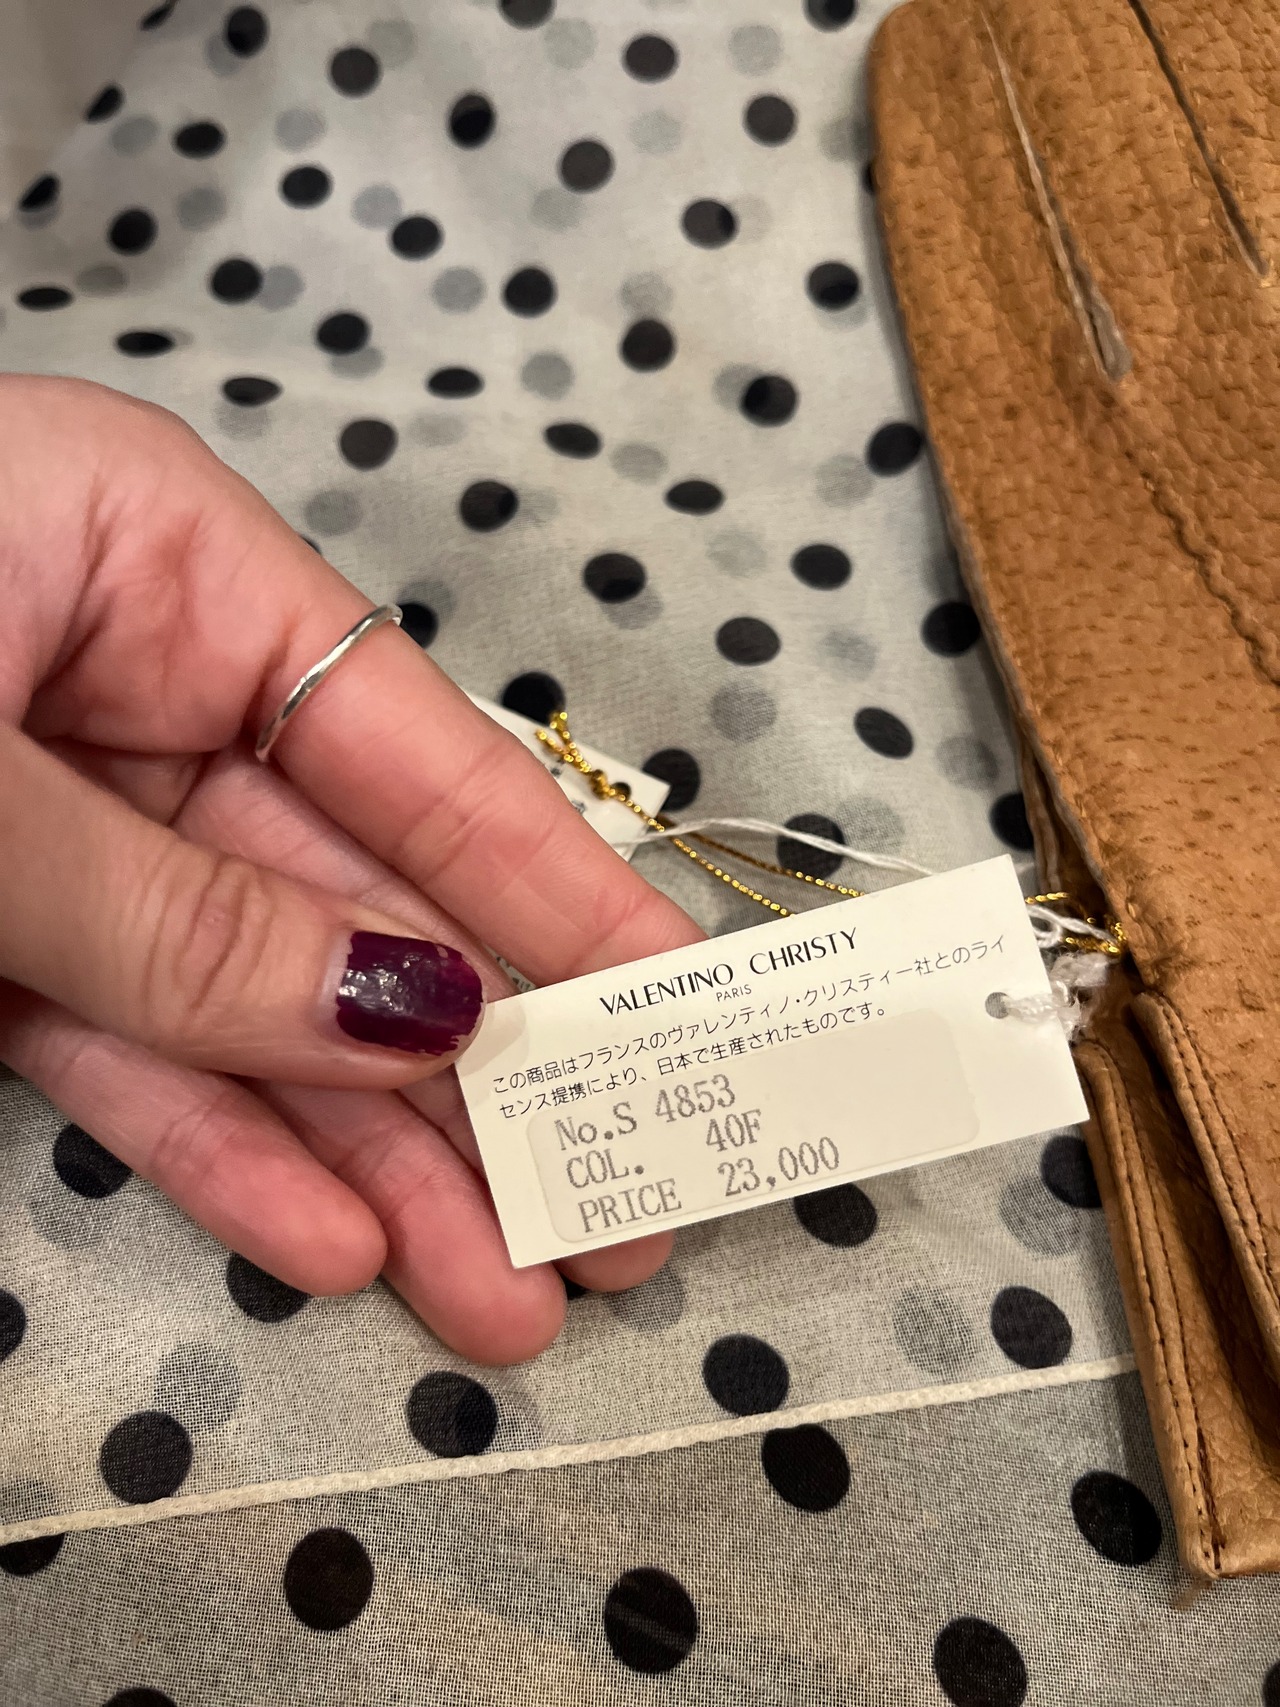 VALENTINO CHRISTY
PARIS
この商品はフランスのヴァレンティノ・クリスティー社とのライ
センス提携により、日本で生産されたものです。
No.S 4853
COL. 40F
PRICE 23,000